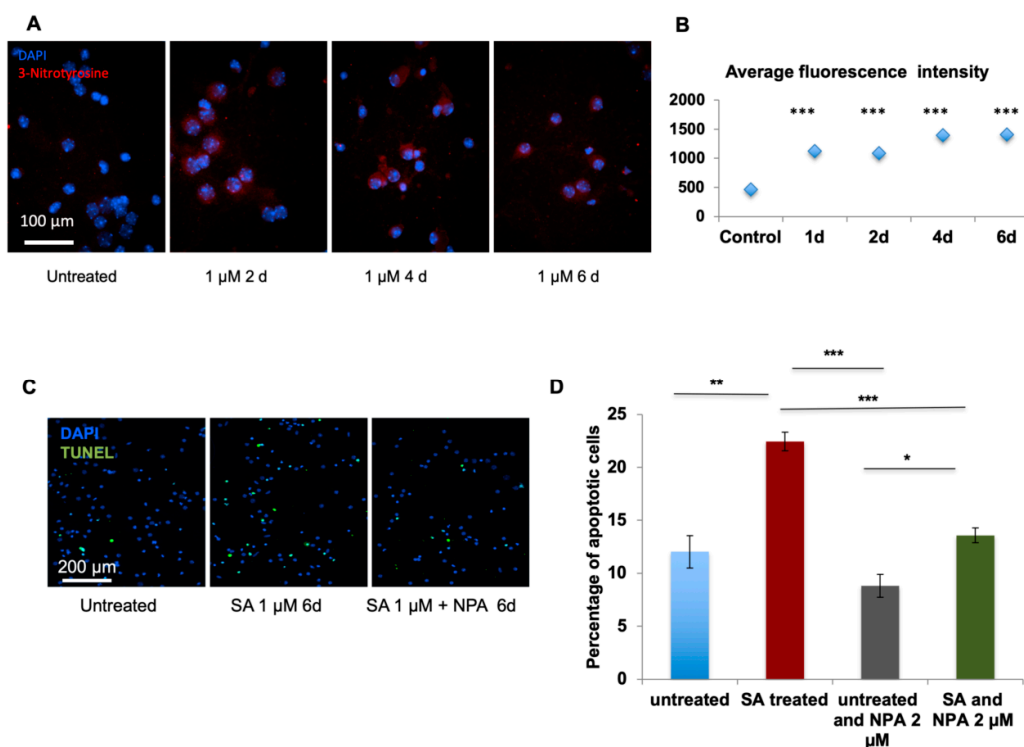 A
DAPI
3-Nitrotyrosine
100 µm
Untreated
1 µM 2 d
1 µM 4 d
1 µM 6 d
B
Average fluorescence intensity
2000
1500
1000
500
0
*** *** *** ***
Control 1d 2d 4d 6d
C
DAPI
TUNEL
200 µm
Untreated
SA 1 µM 6d
SA 1 µM + NPA 6d
D
***
**
***
*
Percentage of apoptotic cells
25
20
15
10
5
0
untreated
SA treated
untreated
and NPA 2
µM
SA and
NPA 2 µM